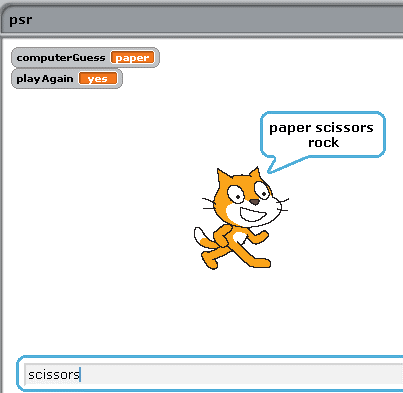 psr
computerGuess paper
playAgain yes
paper scissors
rock
scissors